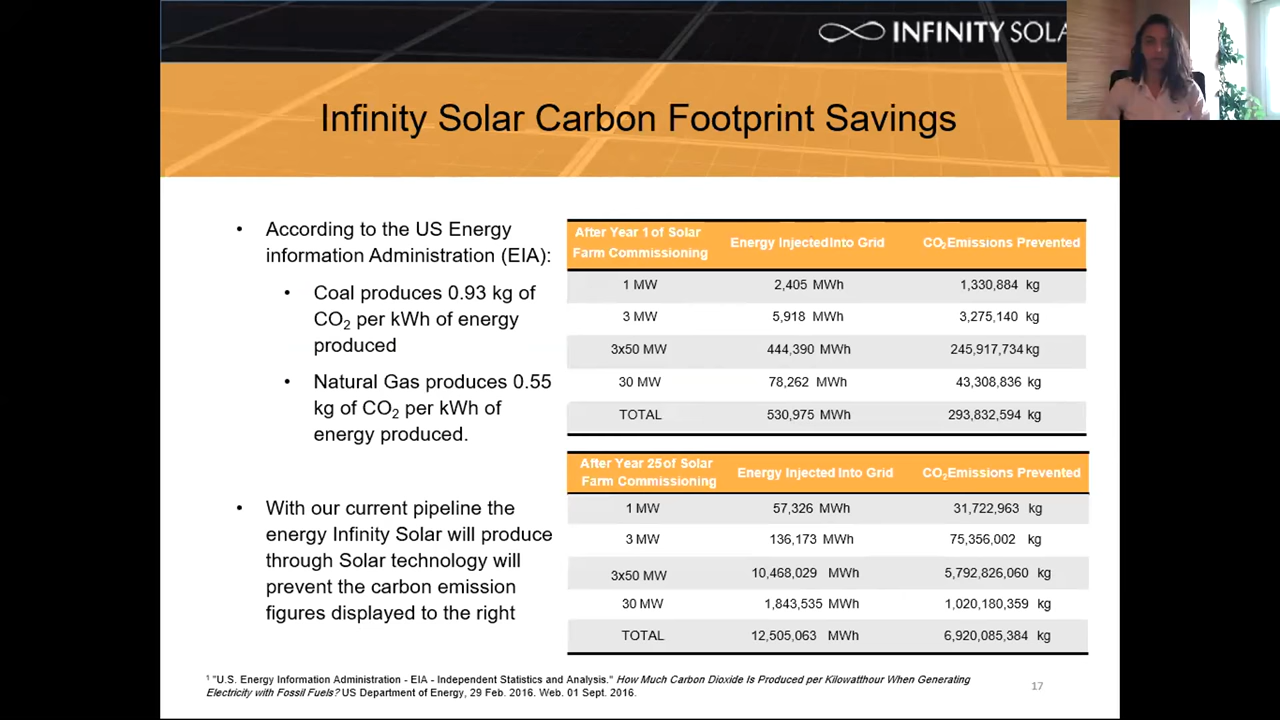 INFINITY SOLA
Infinity Solar Carbon Footprint Savings
• According to the US Energy
information Administration (EIA):
• Coal produces 0.93 kg of
CO2 per kWh of energy
produced
• Natural Gas produces 0.55
kg of CO2 per kWh of
energy produced.
• With our current pipeline the
energy Infinity Solar will produce
through Solar technology will
prevent the carbon emission
figures displayed to the right
After Year 1 of Solar
Farm Commissioning Energy Injected Into Grid CO2 Emissions Prevented
1 MW 2,405 MWh 1,330,884 kg
3 MW 5,918 MWh 3,275,140 kg
3x50 MW 444,390 MWh 245,917,734 kg
30 MW 78,262 MWh 43,308,836 kg
TOTAL 530,975 MWh 293,832,594 kg
After Year 25 of Solar
Farm Commissioning Energy Injected Into Grid CO2 Emissions Prevented
1 MW 57,326 MWh 31,722,963 kg
3 MW 136,173 MWh 75,356,002 kg
3x50 MW 10,468,029 MWh 5,792,826,060 kg
30 MW 1,843,535 MWh 1,020,180,359 kg
TOTAL 12,505,063 MWh 6,920,085,384 kg
1 "U.S. Energy Information Administration - EIA - Independent Statistics and Analysis." How Much Carbon Dioxide Is Produced per Kilowatthour When Generating
Electricity with Fossil Fuels? US Department of Energy, 29 Feb. 2016. Web. 01 Sept. 2016.
17